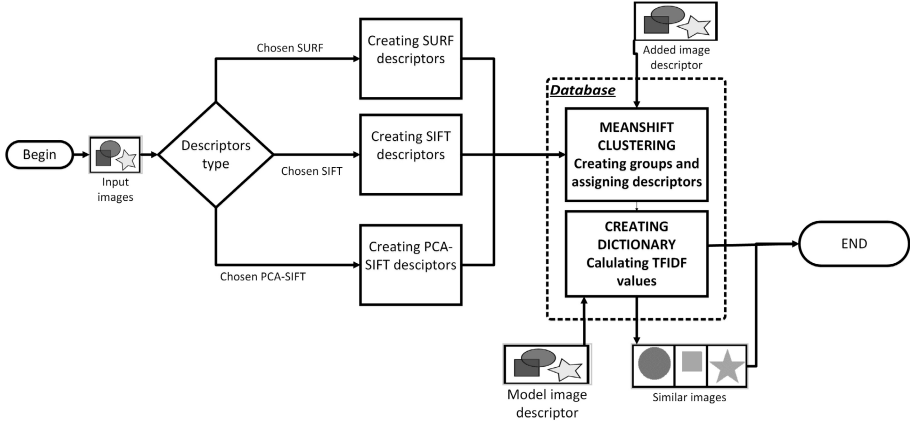 Begin
Input
images
Descriptors
type
Chosen SURF
Chosen SIFT
Chosen PCA-SIFT
Creating SURF
descriptors
Creating SIFT
descriptors
Creating PCA-
SIFT desciptors
Added image
descriptor
Database
MEANSHIFT
CLUSTERING
Creating groups and
assigning descriptors
CREATING
DICTIONARY
Calulating TFIDF
values
Model image
descriptor
Similar images
END